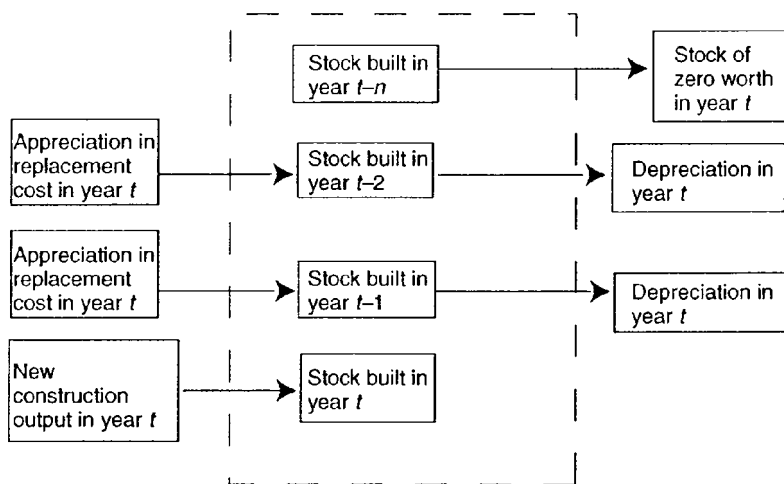 Stock built in
year t–n
Stock of
zero worth
in year t
Appreciation in
replacement
cost in year t
Stock built in
year t–2
Depreciation in
year t
Appreciation in
replacement
cost in year t
Stock built in
year t–1
Depreciation in
year t
New
construction
output in year t
Stock built in
year t